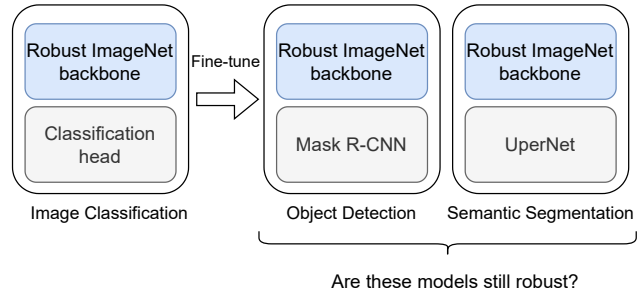 Robust ImageNet
backbone
Classification
head
Image Classification
Fine-tune
Robust ImageNet
backbone
Mask R-CNN
Object Detection
Robust ImageNet
backbone
UperNet
Semantic Segmentation
Are these models still robust?